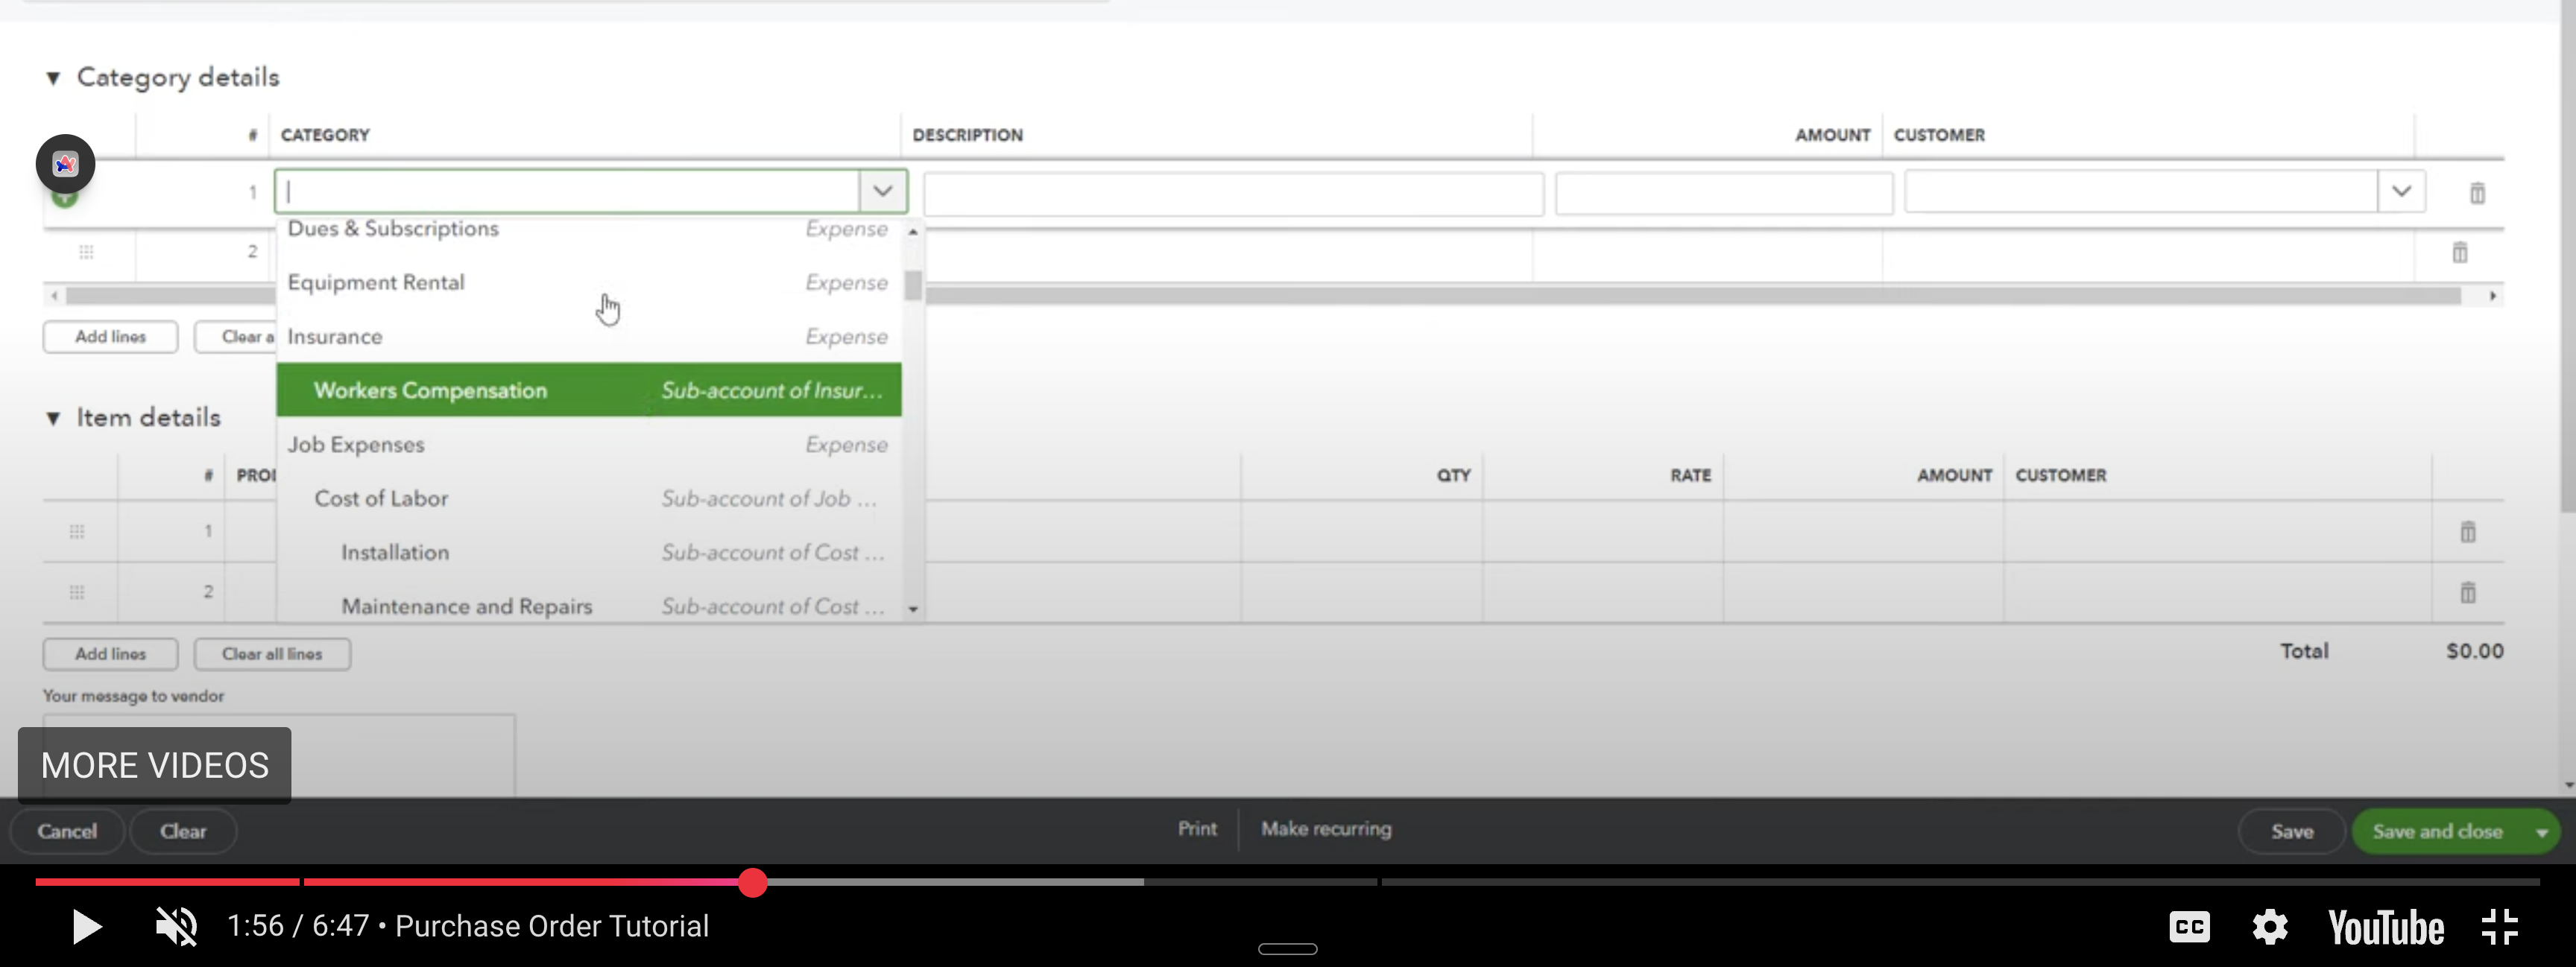 Category details
# CATEGORY DESCRIPTION AMOUNT CUSTOMER
1
Dues & Subscriptions Expense
2
Equipment Rental Expense
Insurance Expense
Add lines Clear a
Workers Compensation Sub-account of Insur...
Item details
Job Expenses Expense
# PROD QTY RATE AMOUNT CUSTOMER
Cost of Labor Sub-account of Job ...
1
Installation Sub-account of Cost ...
2
Maintenance and Repairs Sub-account of Cost ...
Add lines Clear all lines Total $0.00
Your message to vendor
MORE VIDEOS
Cancel Clear Print Make recurring Save Save and close
1:56 / 6:47 • Purchase Order Tutorial CC YouTube